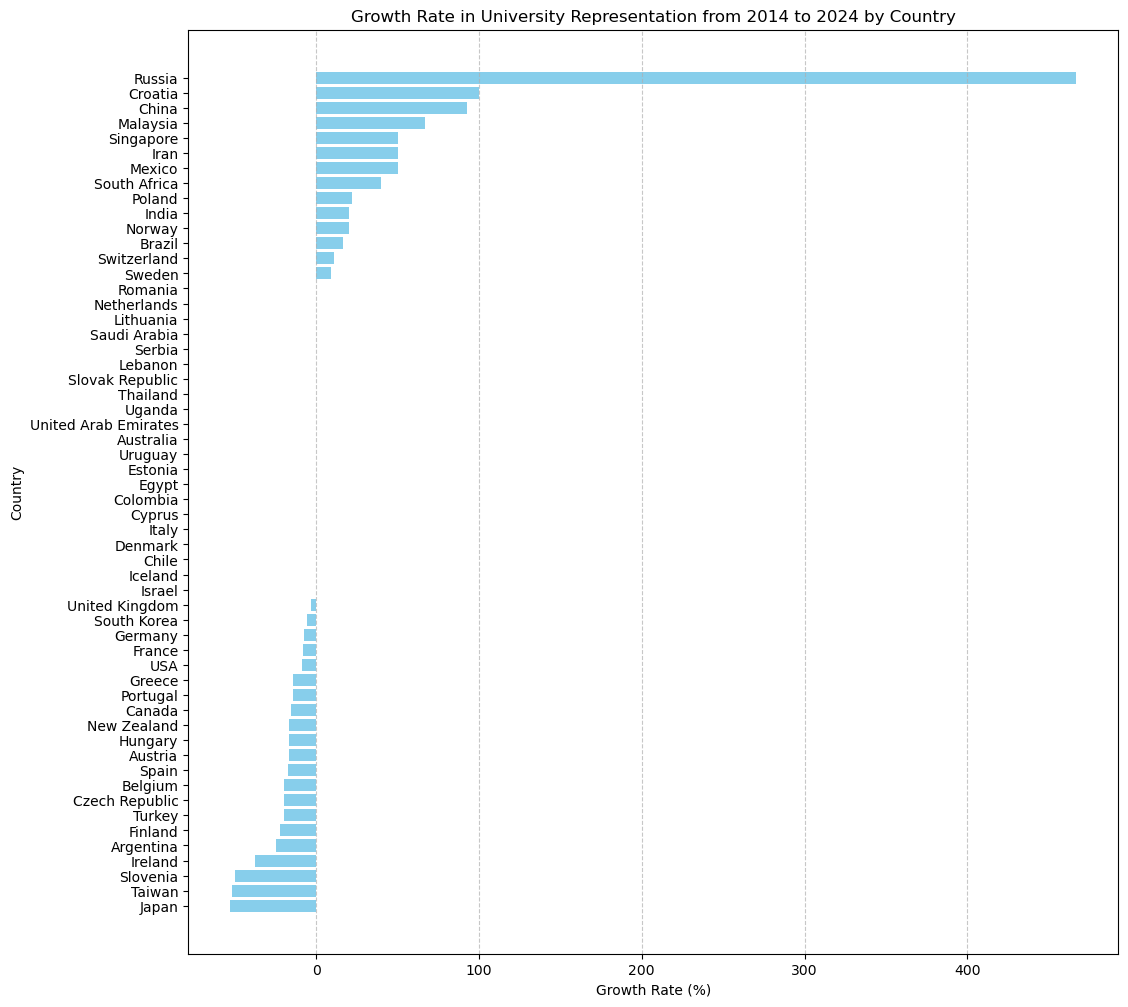 Growth Rate in University Representation from 2014 to 2024 by Country
Country
Russia
Croatia
China
Malaysia
Singapore
Iran
Mexico
South Africa
Poland
India
Norway
Brazil
Switzerland
Sweden
Romania
Netherlands
Lithuania
Saudi Arabia
Serbia
Lebanon
Slovak Republic
Thailand
Uganda
United Arab Emirates
Australia
Uruguay
Estonia
Egypt
Colombia
Cyprus
Italy
Denmark
Chile
Iceland
Israel
United Kingdom
South Korea
Germany
France
USA
Greece
Portugal
Canada
New Zealand
Hungary
Austria
Spain
Belgium
Czech Republic
Turkey
Finland
Argentina
Ireland
Slovenia
Taiwan
Japan
0 100 200 300 400
Growth Rate (%)